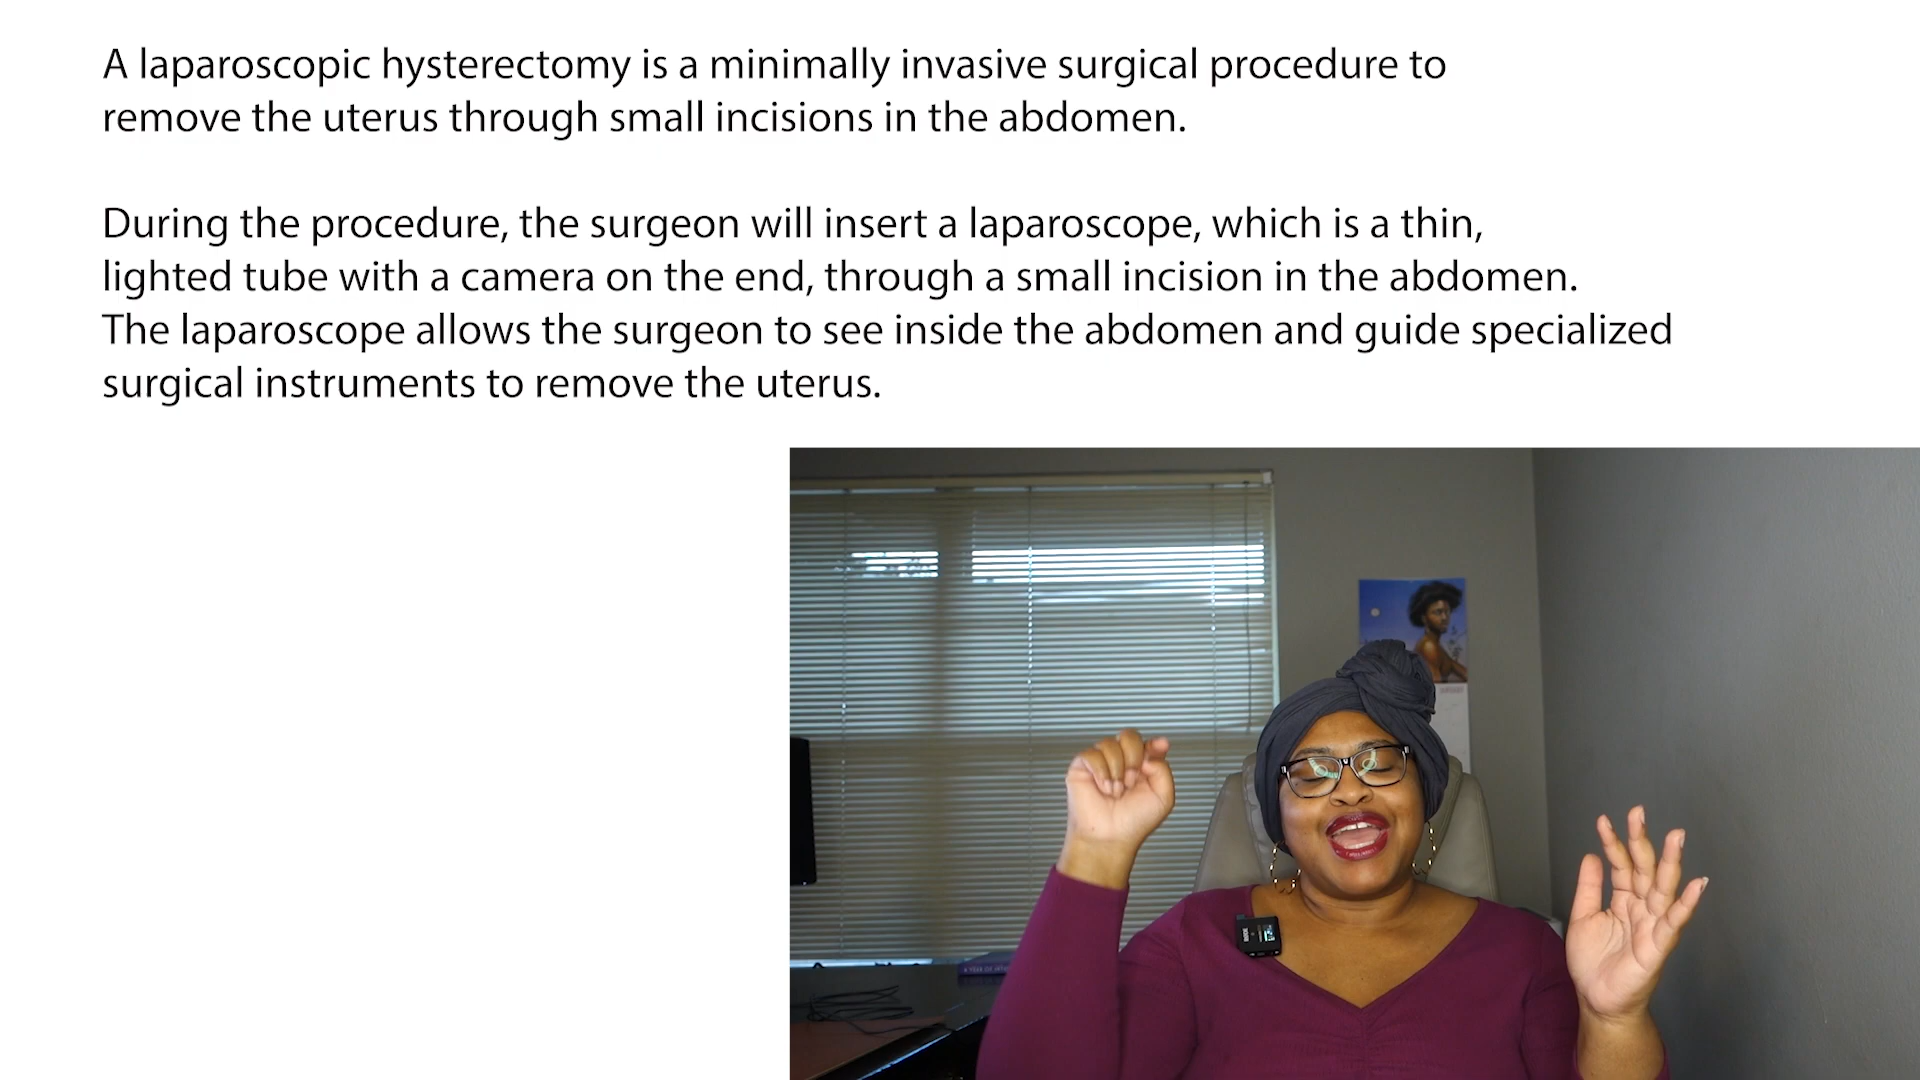 A laparoscopic hysterectomy is a minimally invasive surgical procedure to
remove the uterus through small incisions in the abdomen.
During the procedure, the surgeon will insert a laparoscope, which is a thin,
lighted tube with a camera on the end, through a small incision in the abdomen.
The laparoscope allows the surgeon to see inside the abdomen and guide specialized
surgical instruments to remove the uterus.